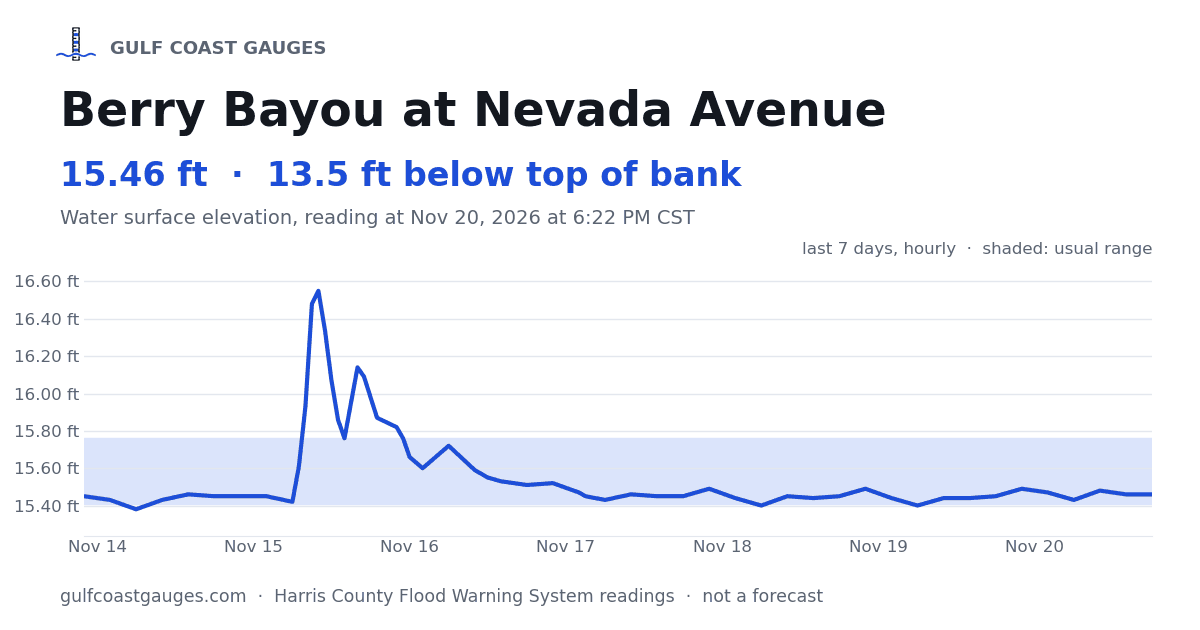 GULF COAST GAUGES
Berry Bayou at Nevada Avenue
15.46 ft · 13.5 ft below top of bank
Water surface elevation, reading at Nov 20, 2026 at 6:22 PM CST
last 7 days, hourly · shaded: usual range
16.60 ft
16.40 ft
16.20 ft
16.00 ft
15.80 ft
15.60 ft
15.40 ft
Nov 14 Nov 15 Nov 16 Nov 17 Nov 18 Nov 19 Nov 20
gulfcoastgauges.com · Harris County Flood Warning System readings · not a forecast